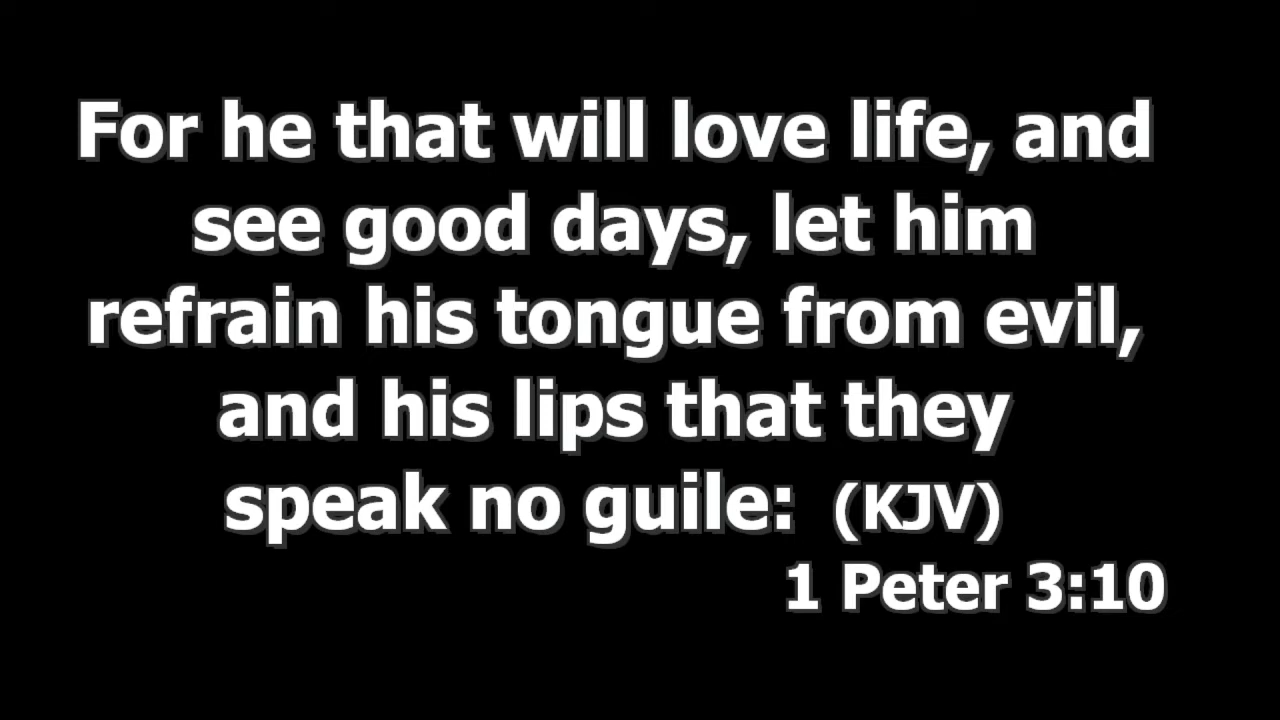 For he that will love life, and
see good days, let him
refrain his tongue from evil,
and his lips that they
speak no guile: (KJV)
1 Peter 3:10